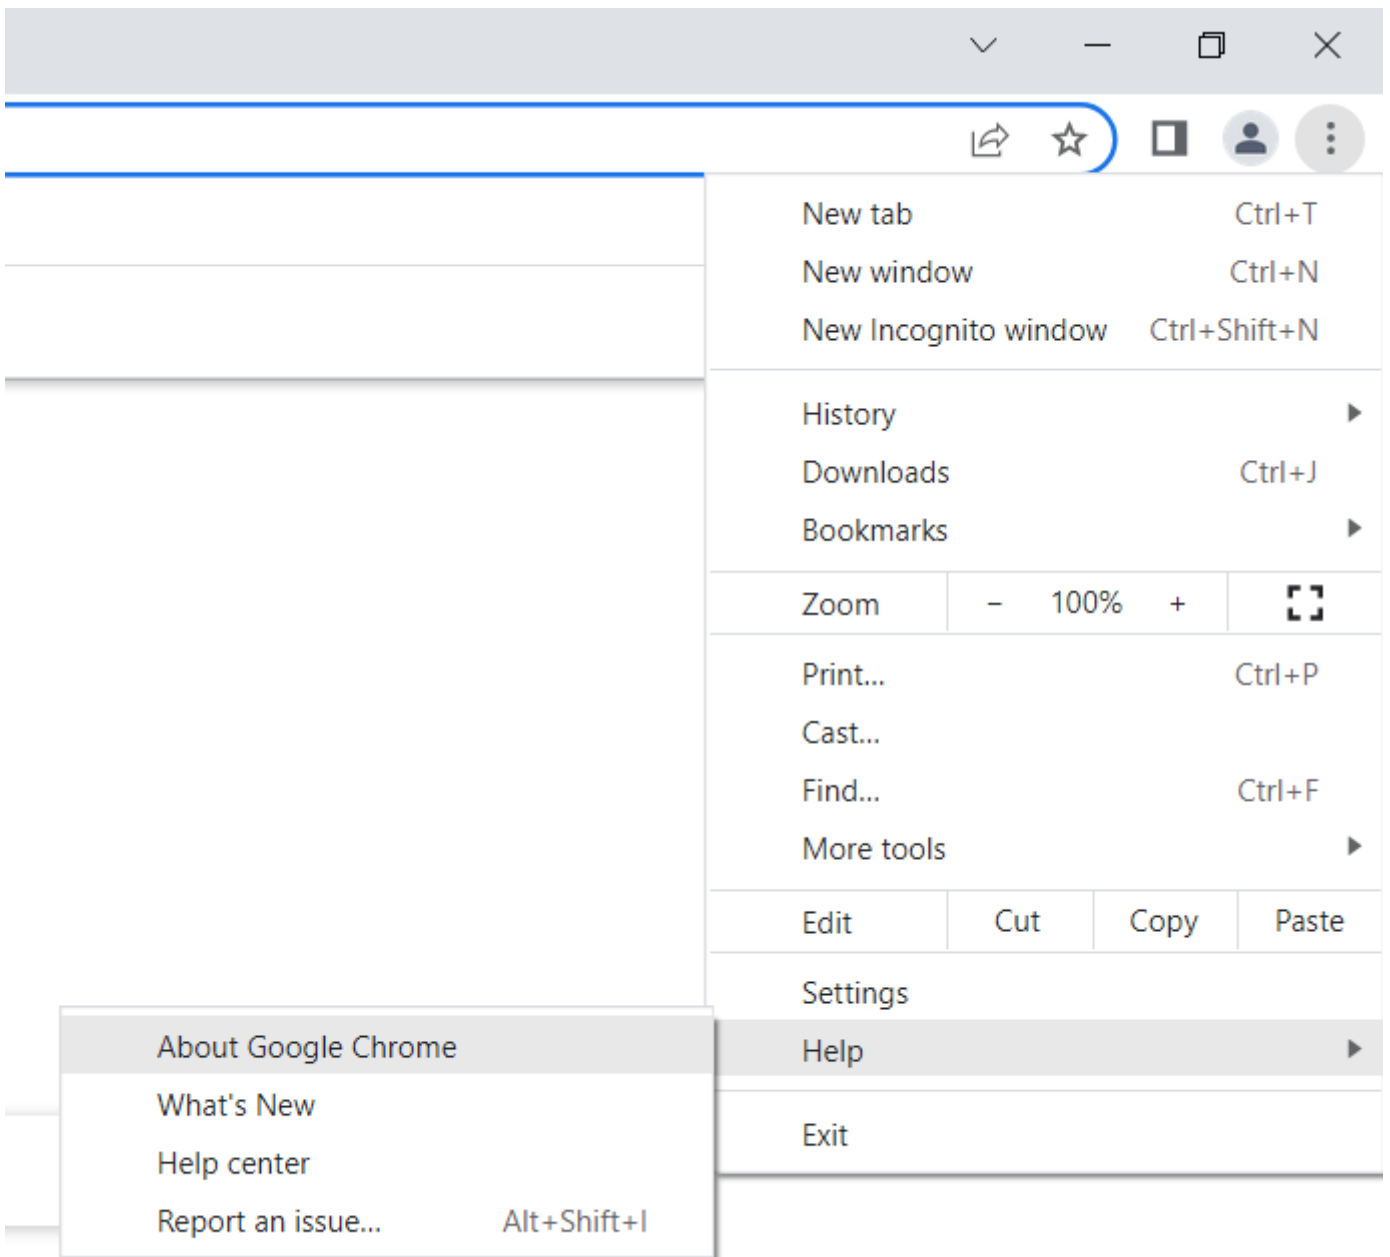 New tab Ctrl+T
New window Ctrl+N
New Incognito window Ctrl+Shift+N
History
Downloads Ctrl+J
Bookmarks
Zoom - 100% +
Print... Ctrl+P
Cast...
Find... Ctrl+F
More tools
Edit Cut Copy Paste
Settings
Help
Exit
About Google Chrome
What's New
Help center
Report an issue... Alt+Shift+I